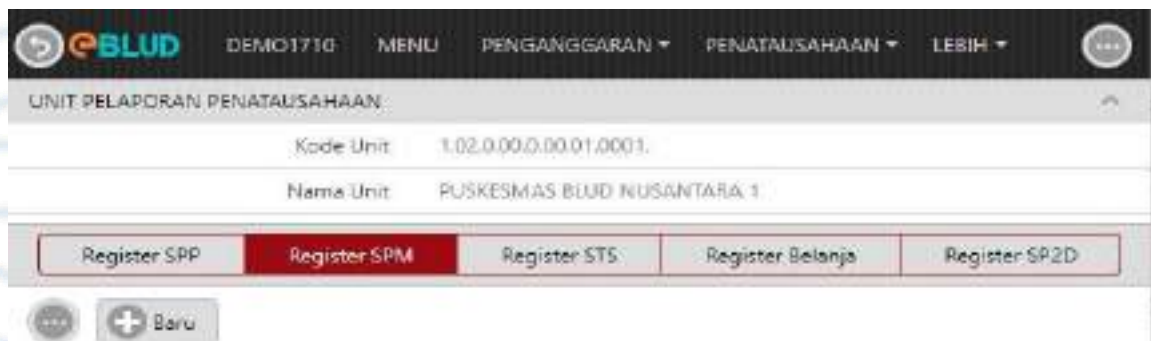 eBLUD DEMO1710 MENU PENGANGGARAN PENATAUSAHAAN LEBIH
UNIT PELAPORAN PENATAUSAHAAN
Kode Unit 1.02.0.00.0.00.01.0001.
Nama Unit PUSKESMAS BLUD NUSANTARA 1
Register SPP Register SPM Register STS Register Belanja Register SP2D
Baru